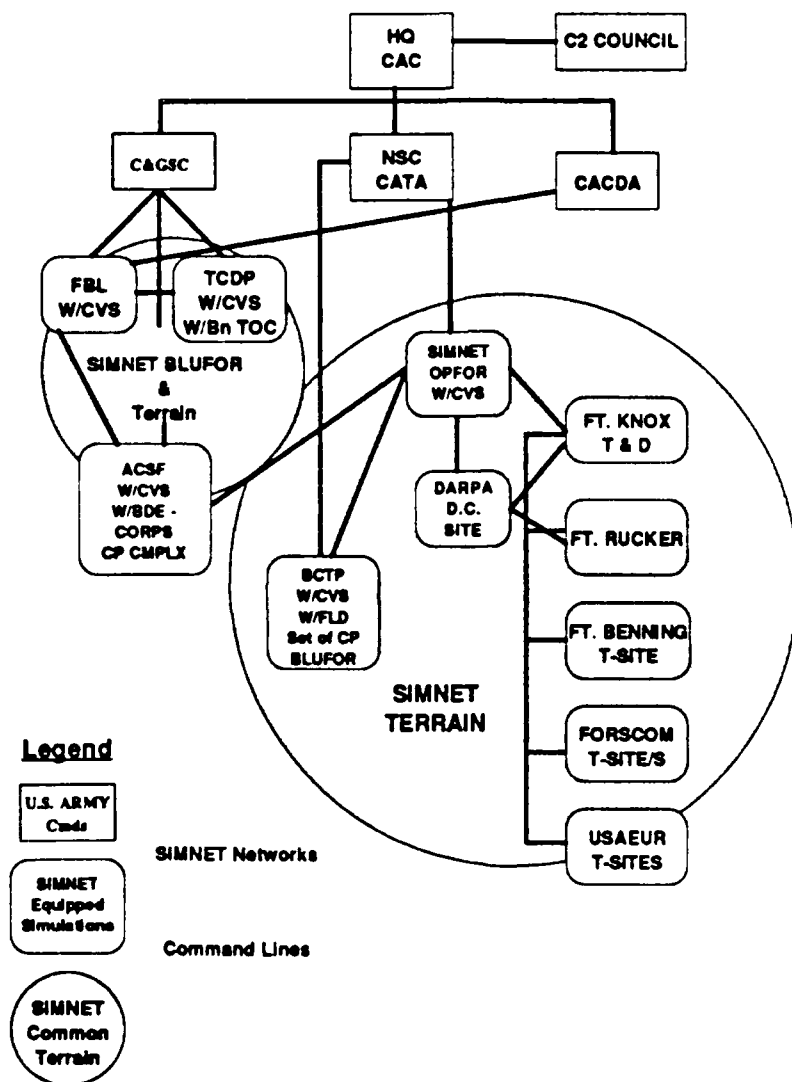 HQ
CAC
C2 COUNCIL
C&GSC
NSC
CATA
CACDA
FBL
W/CVS
TCDP
W/CVS
W/Bn TOC
SIMNET BLUFOR
&
Terrain
SIMNET
OPFOR
W/CVS
FT. KNOX
T & D
ACSF
W/CVS
W/BDE -
CORPS
CP CMPLX
DARPA
D.C.
SITE
FT. RUCKER
BCTP
W/CVS
W/FLD
Set of CP
BLUFOR
FT. BENNING
T-SITE
SIMNET
TERRAIN
FORSCOM
T-SITE/S
USAEUR
T-SITES
Legend
U.S. ARMY
Cmds
SIMNET Networks
SIMNET
Equipped
Simulations
Command Lines
SIMNET
Common
Terrain